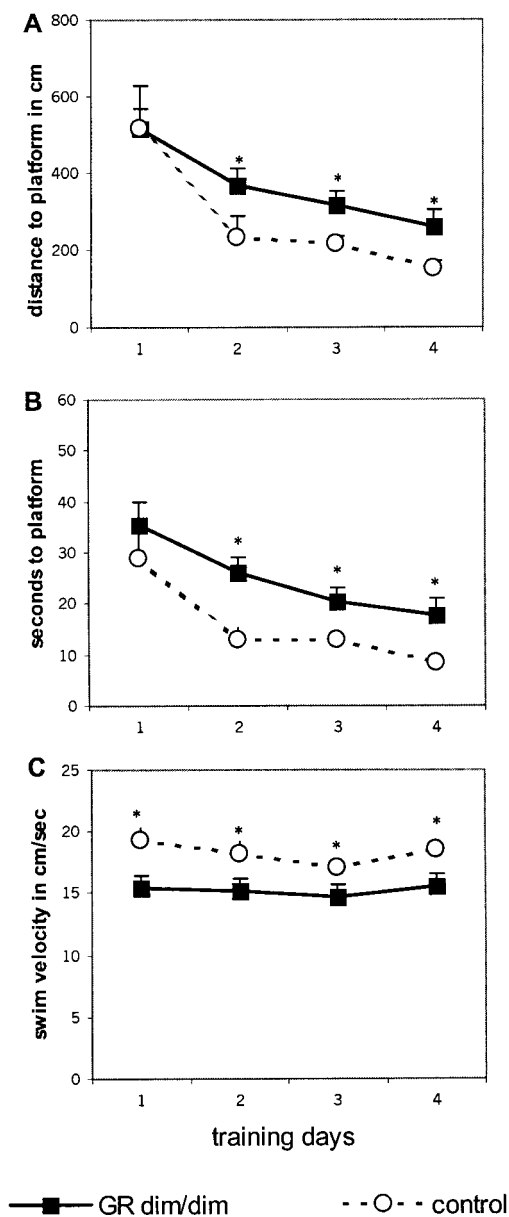 A
800
600
400
200
0
distance to platform in cm
* * *
1 2 3 4
B
60
50
40
30
20
10
0
seconds to platform
* * *
1 2 3 4
C
25
20
15
10
5
0
swim velocity in cm/sec
* * * *
1 2 3 4
training days
GR dim/dim control